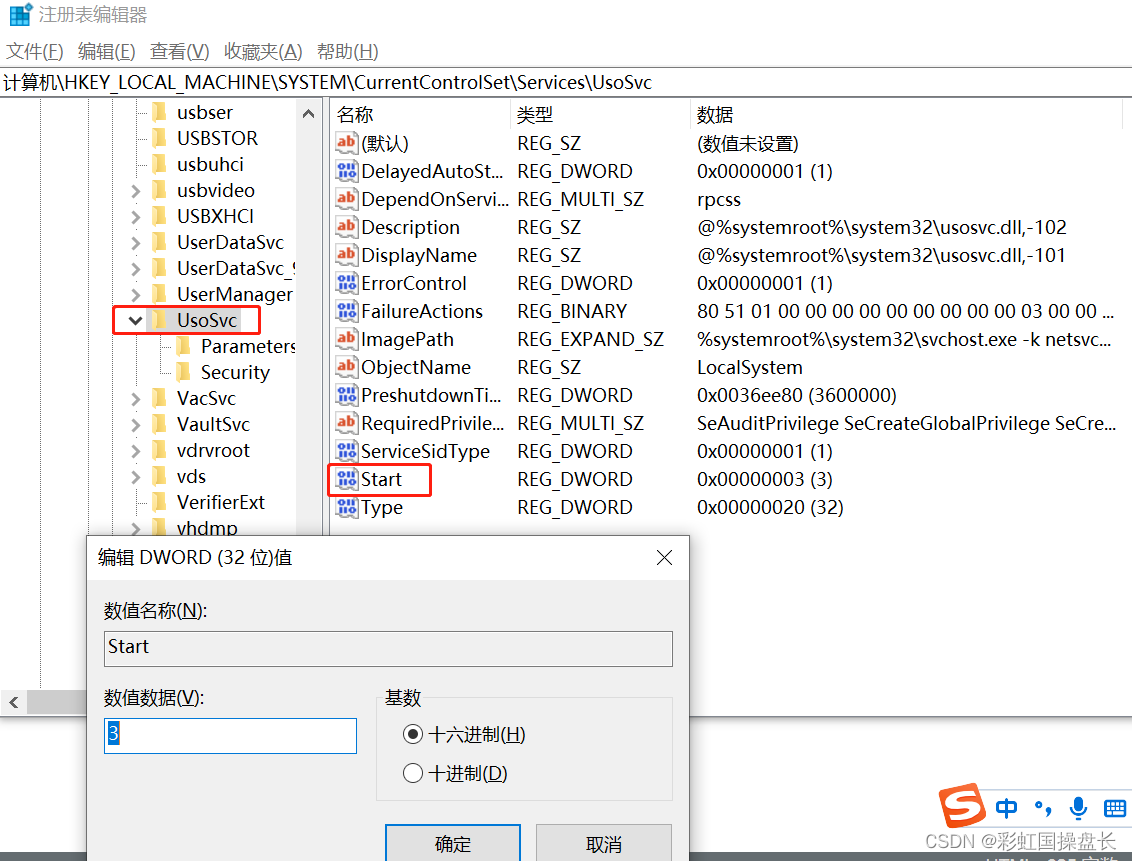 注册表编辑器
文件(F) 编辑(E) 查看(V) 收藏夹(A) 帮助(H)
计算机\HKEY_LOCAL_MACHINE\SYSTEM\CurrentControlSet\Services\UsoSvc
usbser
USBSTOR
usbuhci
usbvideo
USBXHCI
UserDataSvc
UserDataSvc_9
UserManager
UsoSvc
Parameters
Security
VacSvc
VaultSvc
vdrvroot
vds
VerifierExt
vhdmp
名称 类型 数据
(默认) REG_SZ (数值未设置)
DelayedAutoSt... REG_DWORD 0x00000001 (1)
DependOnServi... REG_MULTI_SZ rpcss
Description REG_SZ @%systemroot%\system32\usosvc.dll,-102
DisplayName REG_SZ @%systemroot%\system32\usosvc.dll,-101
ErrorControl REG_DWORD 0x00000001 (1)
FailureActions REG_BINARY 80 51 01 00 00 00 00 00 00 00 00 00 03 00 00 ...
ImagePath REG_EXPAND_SZ %systemroot%\system32\svchost.exe -k netsvc...
ObjectName REG_SZ LocalSystem
PreshutdownTi... REG_DWORD 0x0036ee80 (3600000)
RequiredPrivile... REG_MULTI_SZ SeAuditPrivilege SeCreateGlobalPrivilege SeCre...
ServiceSidType REG_DWORD 0x00000001 (1)
Start REG_DWORD 0x00000003 (3)
Type REG_DWORD 0x00000020 (32)
编辑 DWORD (32 位)值
数值名称(N):
Start
数值数据(V):
3
基数
十六进制(H)
十进制(D)
确定 取消
中
CSDN @彩虹国操盘长